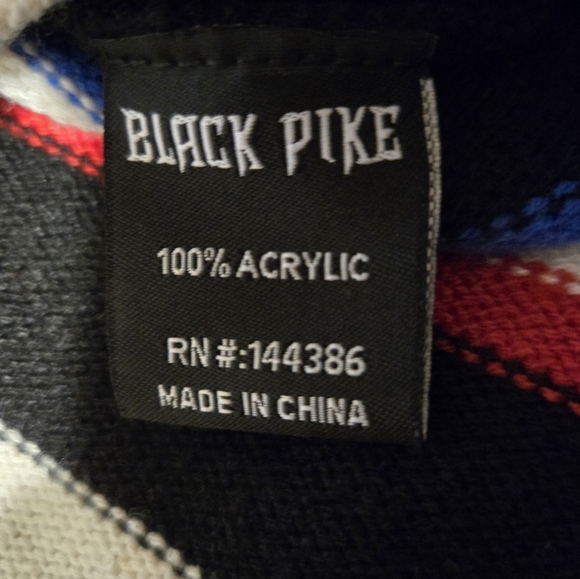 BLACK PIKE
100% ACRYLIC
RN #:144386
MADE IN CHINA